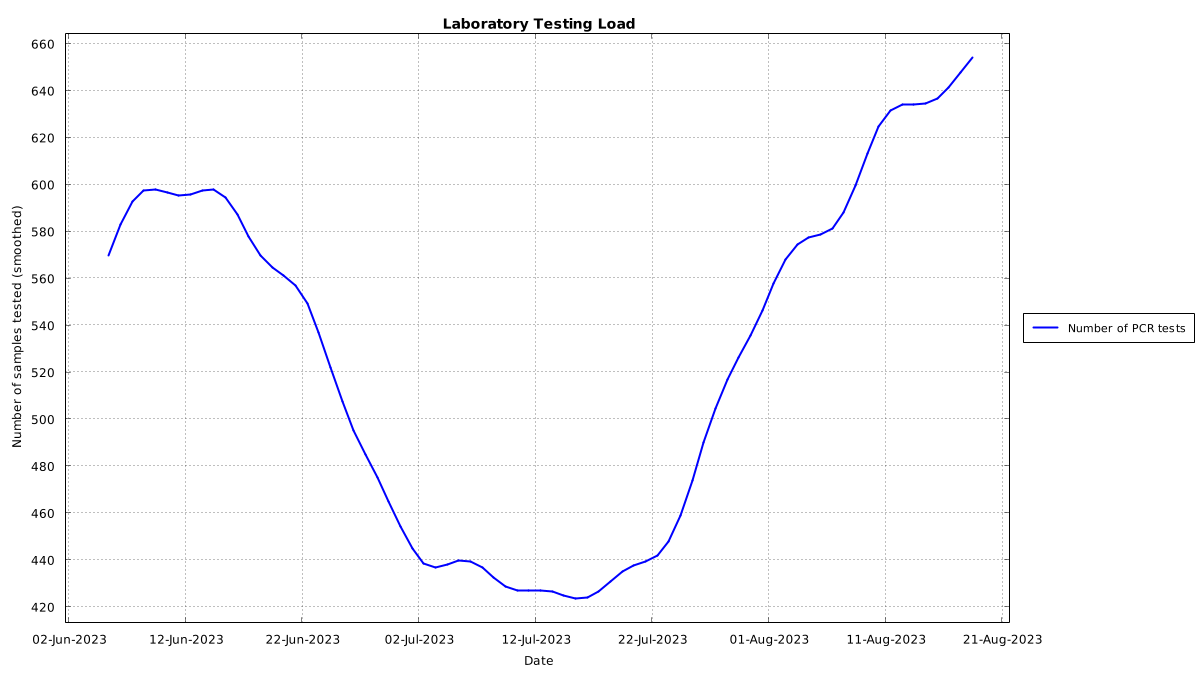 Laboratory Testing Load
Number of samples tested (smoothed)
660
640
620
600
580
560
540
520
500
480
460
440
420
02-Jun-2023 12-Jun-2023 22-Jun-2023 02-Jul-2023 12-Jul-2023 22-Jul-2023 01-Aug-2023 11-Aug-2023 21-Aug-2023
Date
Number of PCR tests